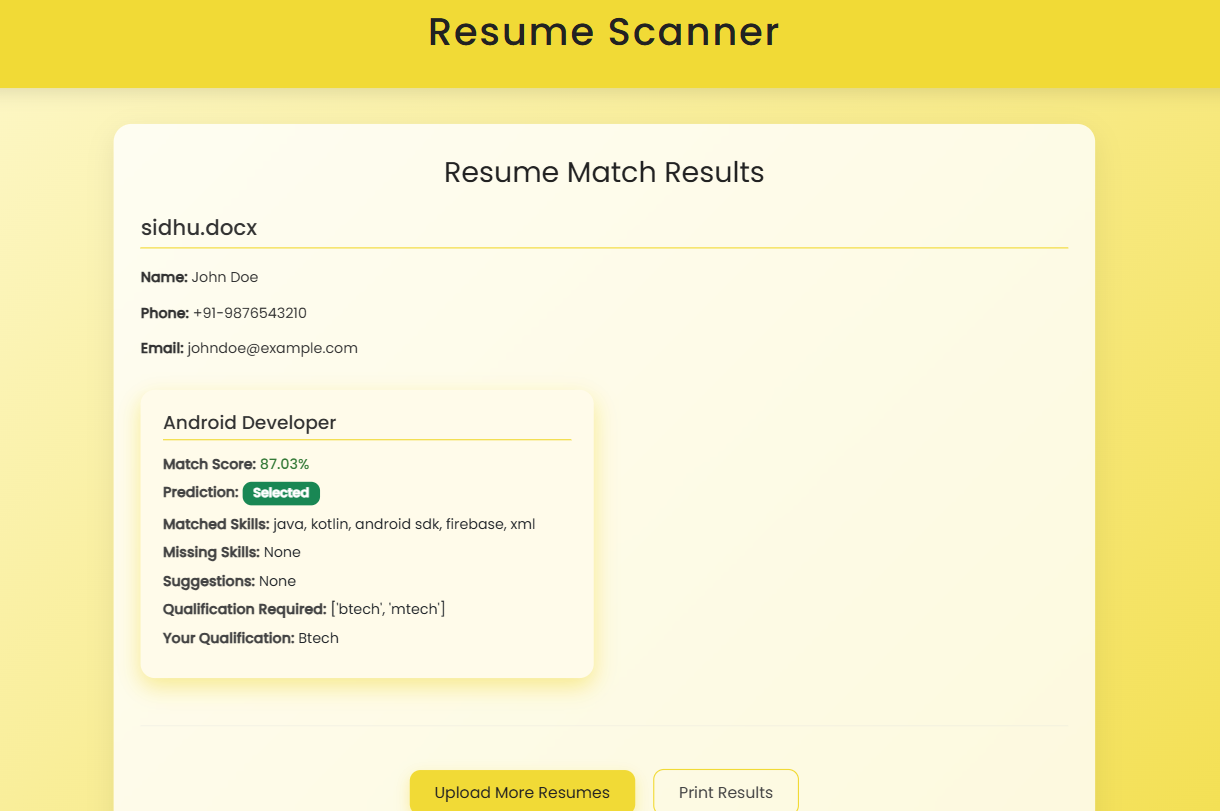 Resume Scanner
Resume Match Results
sidhu.docx
Name: John Doe
Phone: +91-9876543210
Email: johndoe@example.com
Android Developer
Match Score: 87.03%
Prediction: Selected
Matched Skills: java, kotlin, android sdk, firebase, xml
Missing Skills: None
Suggestions: None
Qualification Required: ['btech', 'mtech']
Your Qualification: Btech
Upload More Resumes
Print Results